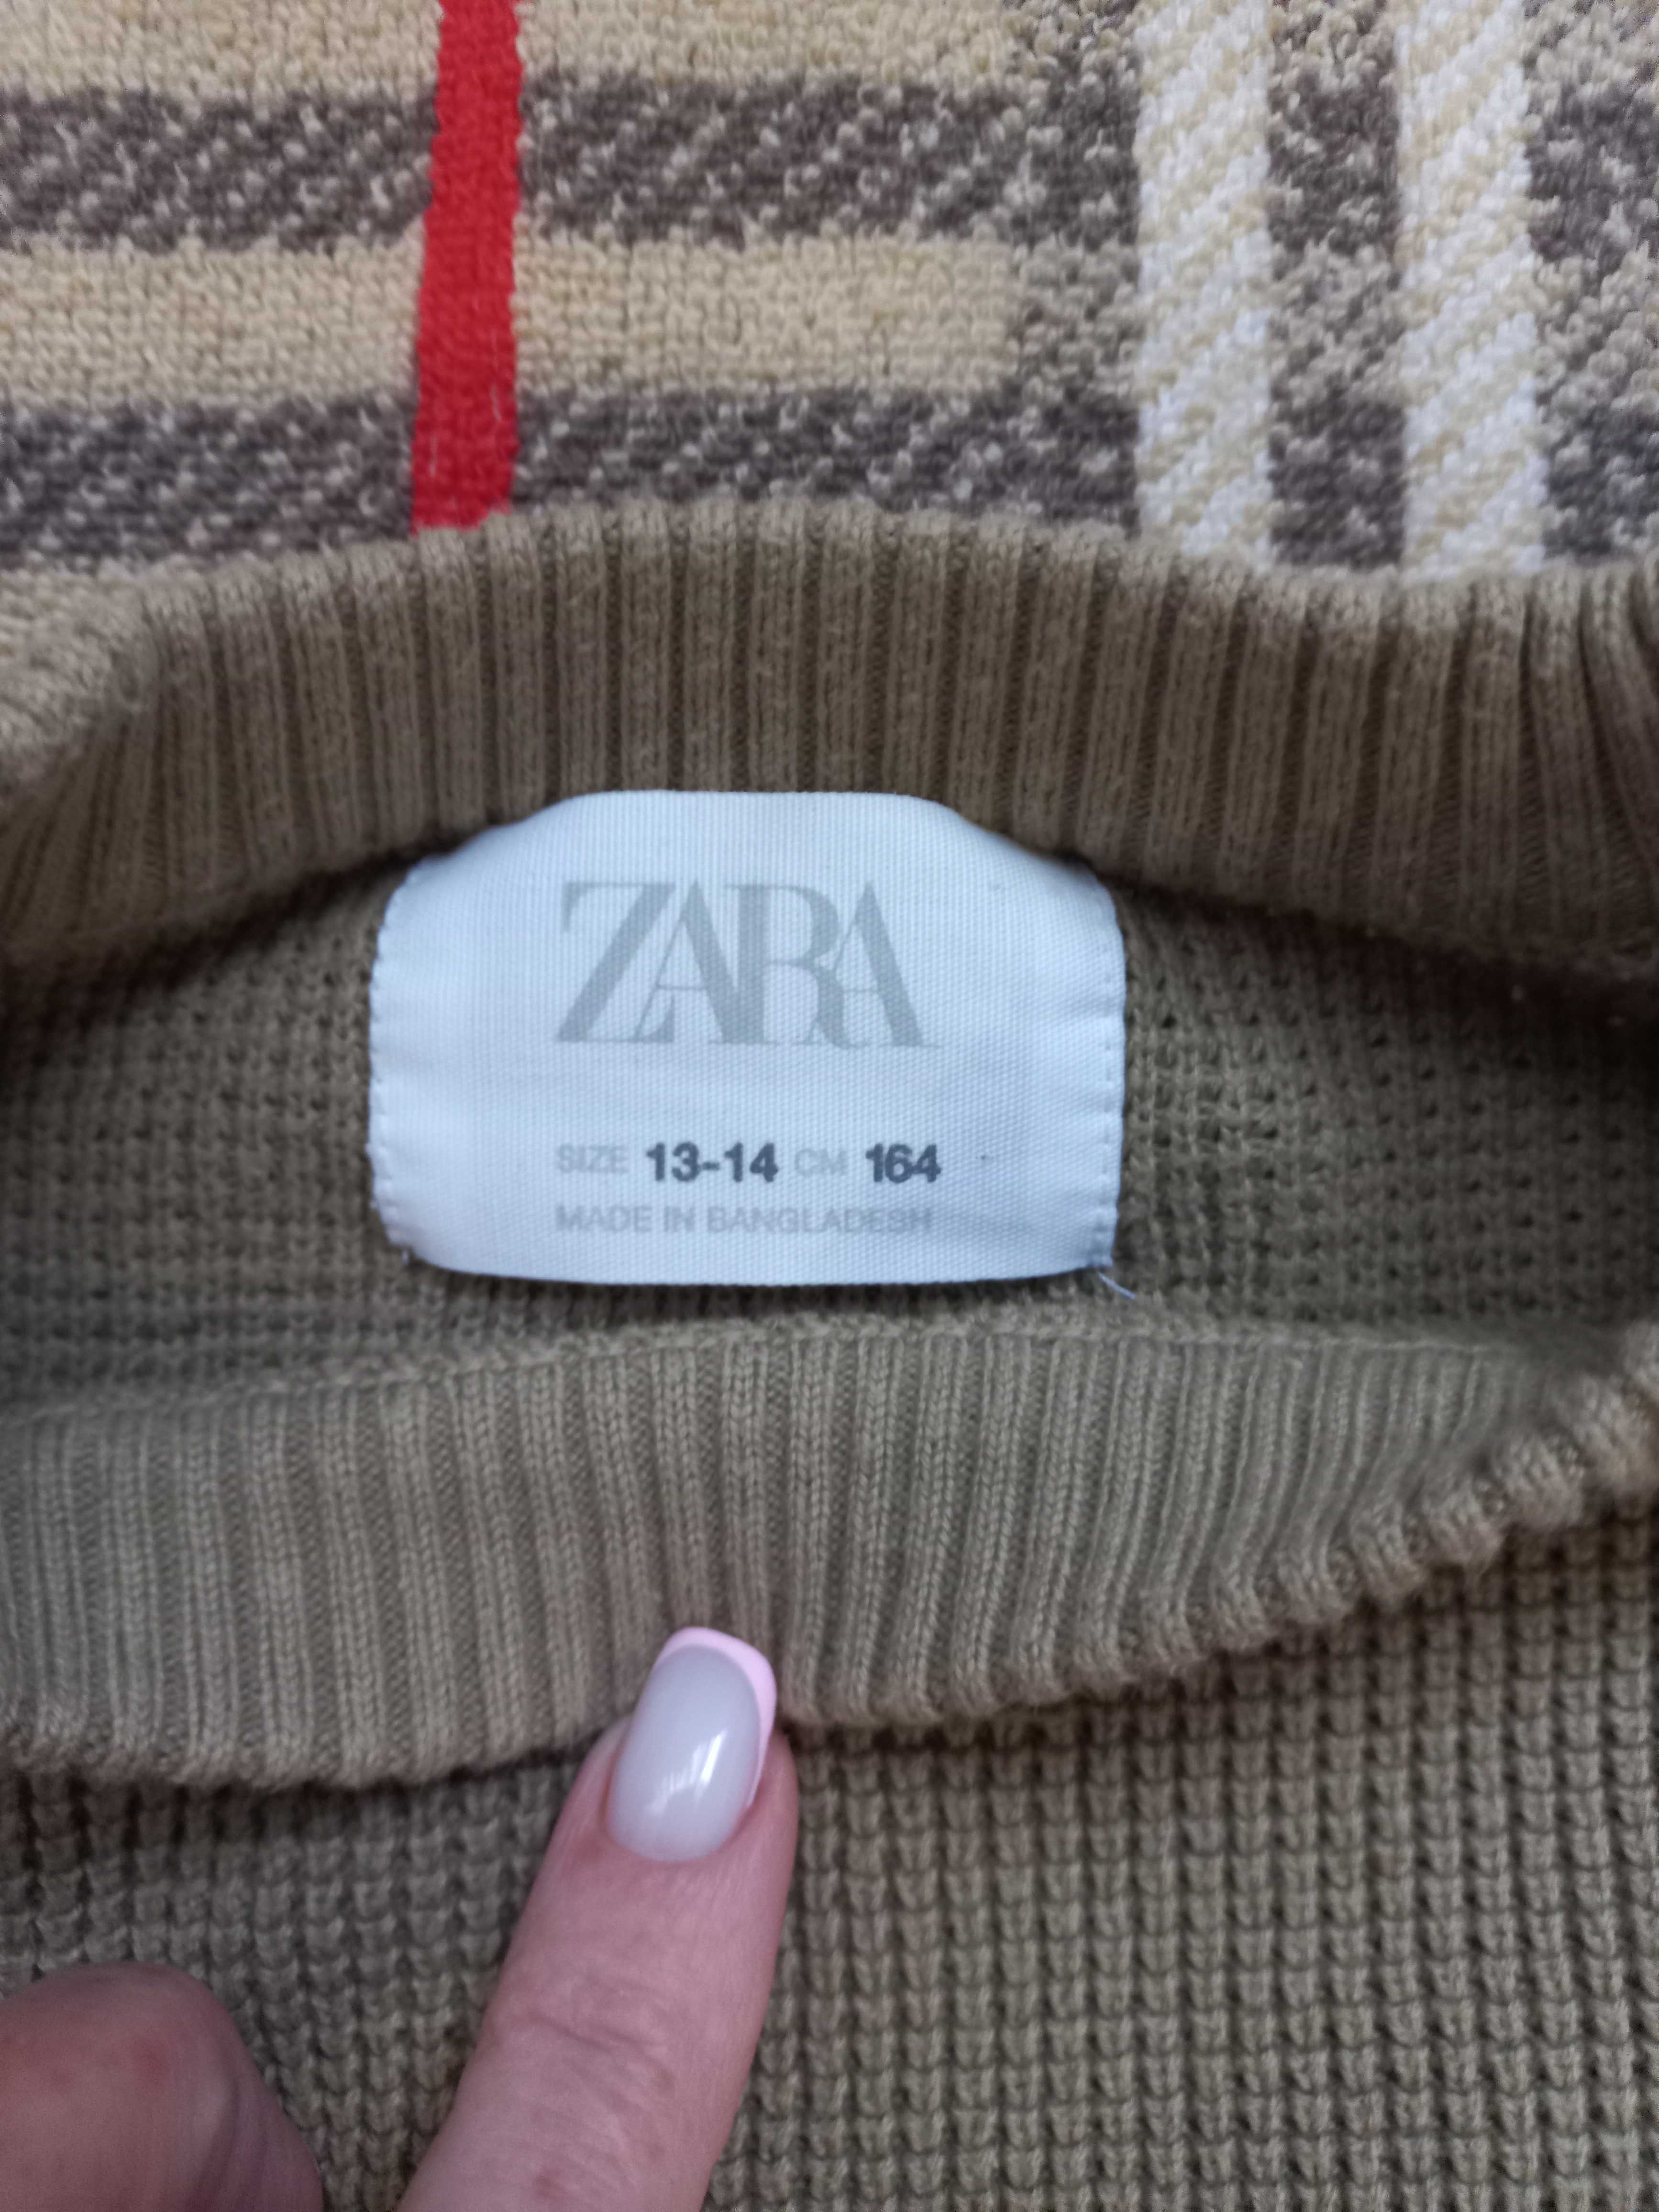 ZARA
SIZE 13-14 CM 164
MADE IN BANGLADESH